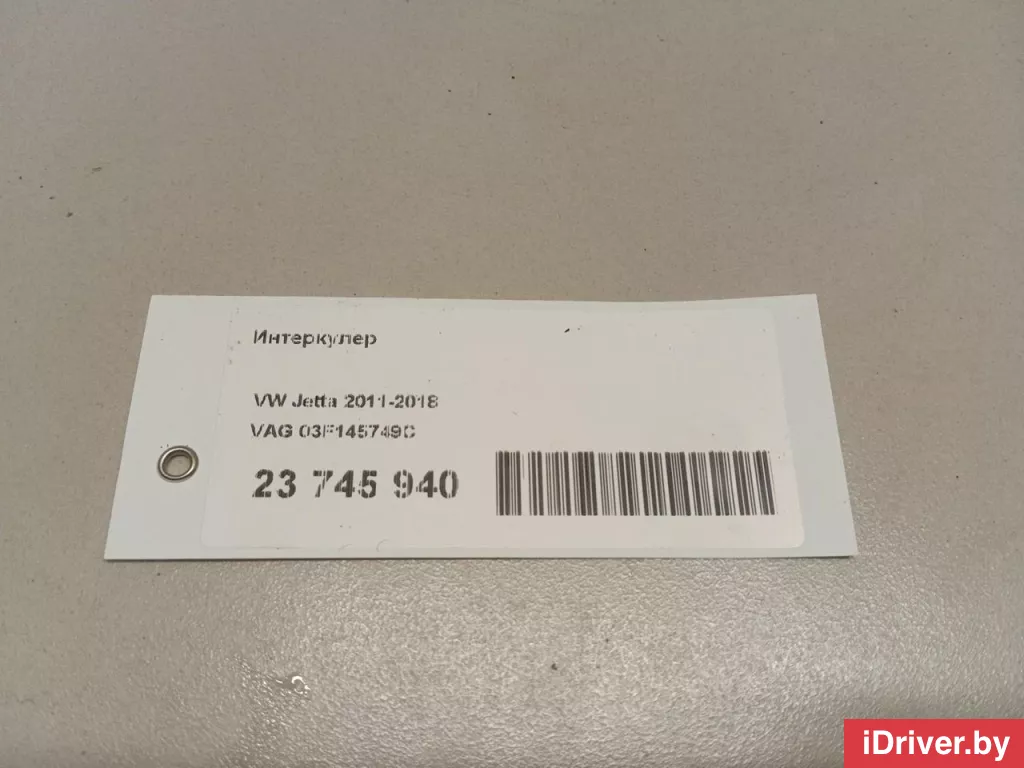 Интеркулер
VW Jetta 2011-2018
VAG 03F145749C
23 745 940
iDriver.by